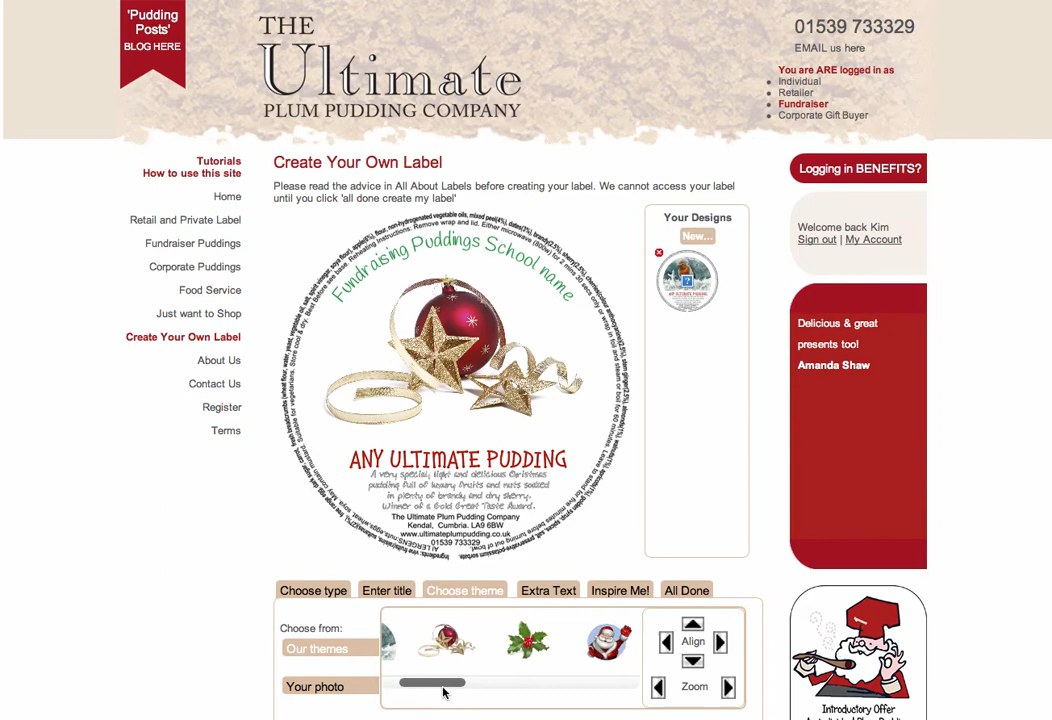 'Pudding
Posts'
BLOG HERE
THE
Ultimate
PLUM PUDDING COMPANY
01539 733329
EMAIL us here
You are ARE logged in as
Individual
Retailer
Fundraiser
Corporate Gift Buyer
Tutorials
How to use this site
Home
Retail and Private Label
Fundraiser Puddings
Corporate Puddings
Food Service
Just want to Shop
Create Your Own Label
About Us
Contact Us
Register
Terms
Create Your Own Label
Please read the advice in All About Labels before creating your label. We cannot access your label
until you click 'all done create my label'
Fundraising Puddings School name
ANY ULTIMATE PUDDING
A very special, light and delicious Christmas
pudding full of luxury fruits and nuts soaked
in plenty of brandy and dry sherry.
Winner of a Gold Great Taste Award.
The Ultimate Plum Pudding Company
Kendal, Cumbria. LA9 6BW
www.ultimateplumpudding.co.uk
01539 733329
Your Designs
New...
Logging in BENEFITS?
Welcome back Kim
Sign out | My Account
Delicious & great
presents too!
Amanda Shaw
Choose type
Enter title
Choose theme
Extra Text
Inspire Me!
All Done
Choose from:
Our themes
Your photo
Align
Zoom
Introductory Offer